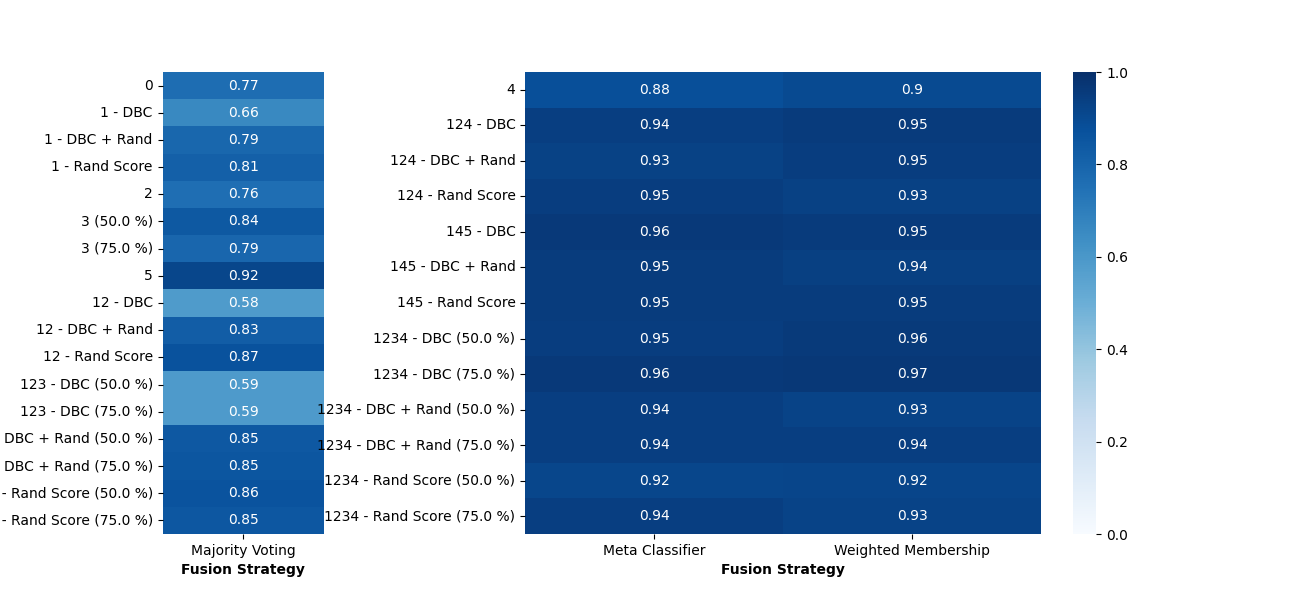 0 0.77
1 - DBC 0.66
1 - DBC + Rand 0.79
1 - Rand Score 0.81
2 0.76
3 (50.0 %) 0.84
3 (75.0 %) 0.79
5 0.92
12 - DBC 0.58
12 - DBC + Rand 0.83
12 - Rand Score 0.87
123 - DBC (50.0 %) 0.59
123 - DBC (75.0 %) 0.59
DBC + Rand (50.0 %) 0.85
DBC + Rand (75.0 %) 0.85
- Rand Score (50.0 %) 0.86
- Rand Score (75.0 %) 0.85
Majority Voting
Fusion Strategy
4 0.88 0.9
124 - DBC 0.94 0.95
124 - DBC + Rand 0.93 0.95
124 - Rand Score 0.95 0.93
145 - DBC 0.96 0.95
145 - DBC + Rand 0.95 0.94
145 - Rand Score 0.95 0.95
1234 - DBC (50.0 %) 0.95 0.96
1234 - DBC (75.0 %) 0.96 0.97
1234 - DBC + Rand (50.0 %) 0.94 0.93
1234 - DBC + Rand (75.0 %) 0.94 0.94
1234 - Rand Score (50.0 %) 0.92 0.92
1234 - Rand Score (75.0 %) 0.94 0.93
Meta Classifier Weighted Membership
Fusion Strategy
1.0
0.8
0.6
0.4
0.2
0.0